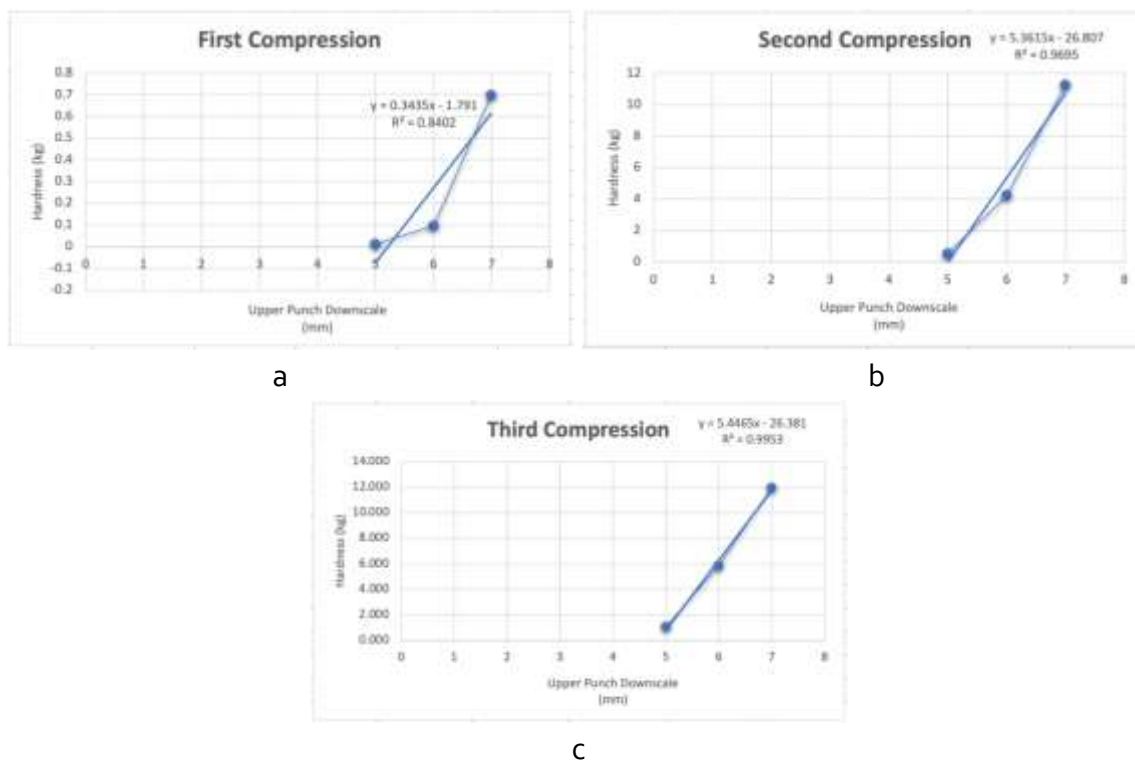 First Compression
y = 0.3435x - 1.791
R² = 0.8402
0.8
0.7
0.6
0.5
0.4
0.3
0.2
0.1
0
-0.1
-0.2
Hardness (kg)
0 1 2 3 4 5 6 7 8
Upper Punch Downscale
(mm)
a
Second Compression
y = 5.3615x - 26.807
R² = 0.9695
12
10
8
6
4
2
0
Hardness (kg)
0 1 2 3 4 5 6 7 8
Upper Punch Downscale
(mm)
b
Third Compression
y = 5.4465x - 26.381
R² = 0.9953
14.000
12.000
10.000
8.000
6.000
4.000
2.000
0.000
Hardness (kg)
0 1 2 3 4 5 6 7 8
Upper Punch Downscale
(mm)
c